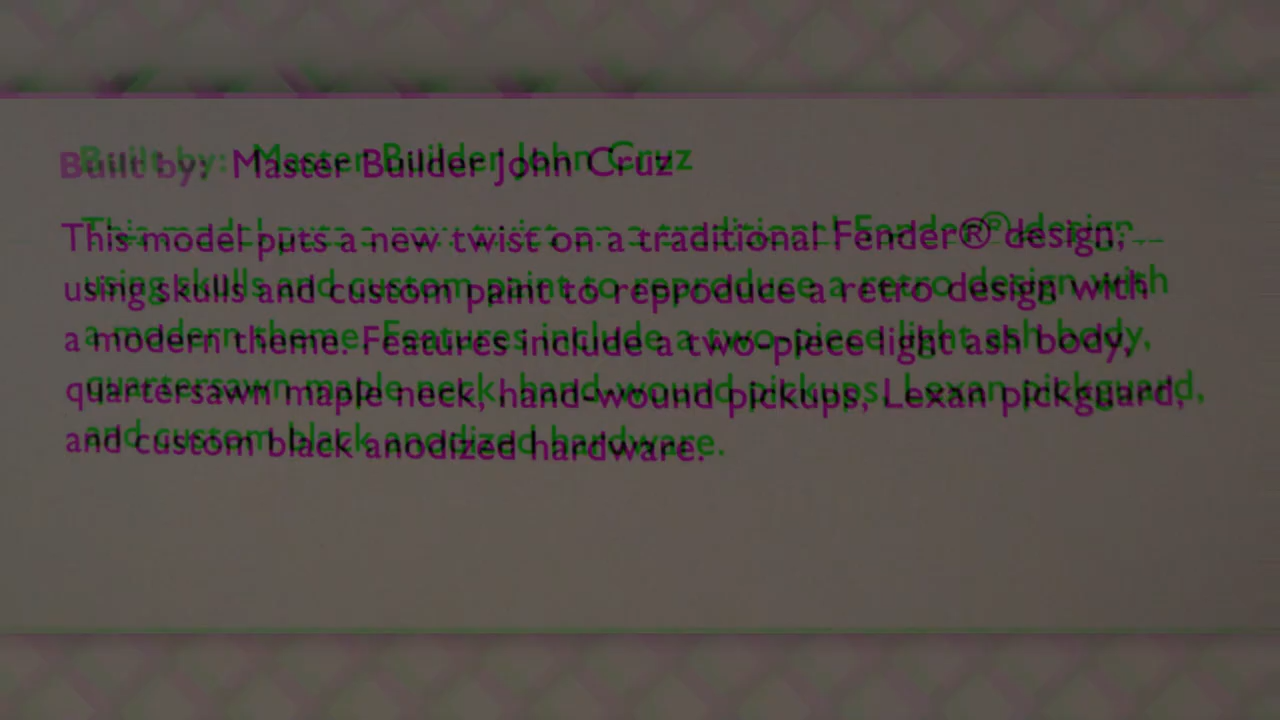 Built by: Master Builder John Cruz
This model puts a new twist on a traditional Fender® design,
using skulls and custom paint to reproduce a retro design with
a modern theme. Features include a two-piece light ash body,
quartersawn maple neck, hand-wound pickups, Lexan pickguard,
and custom black anodized hardware.